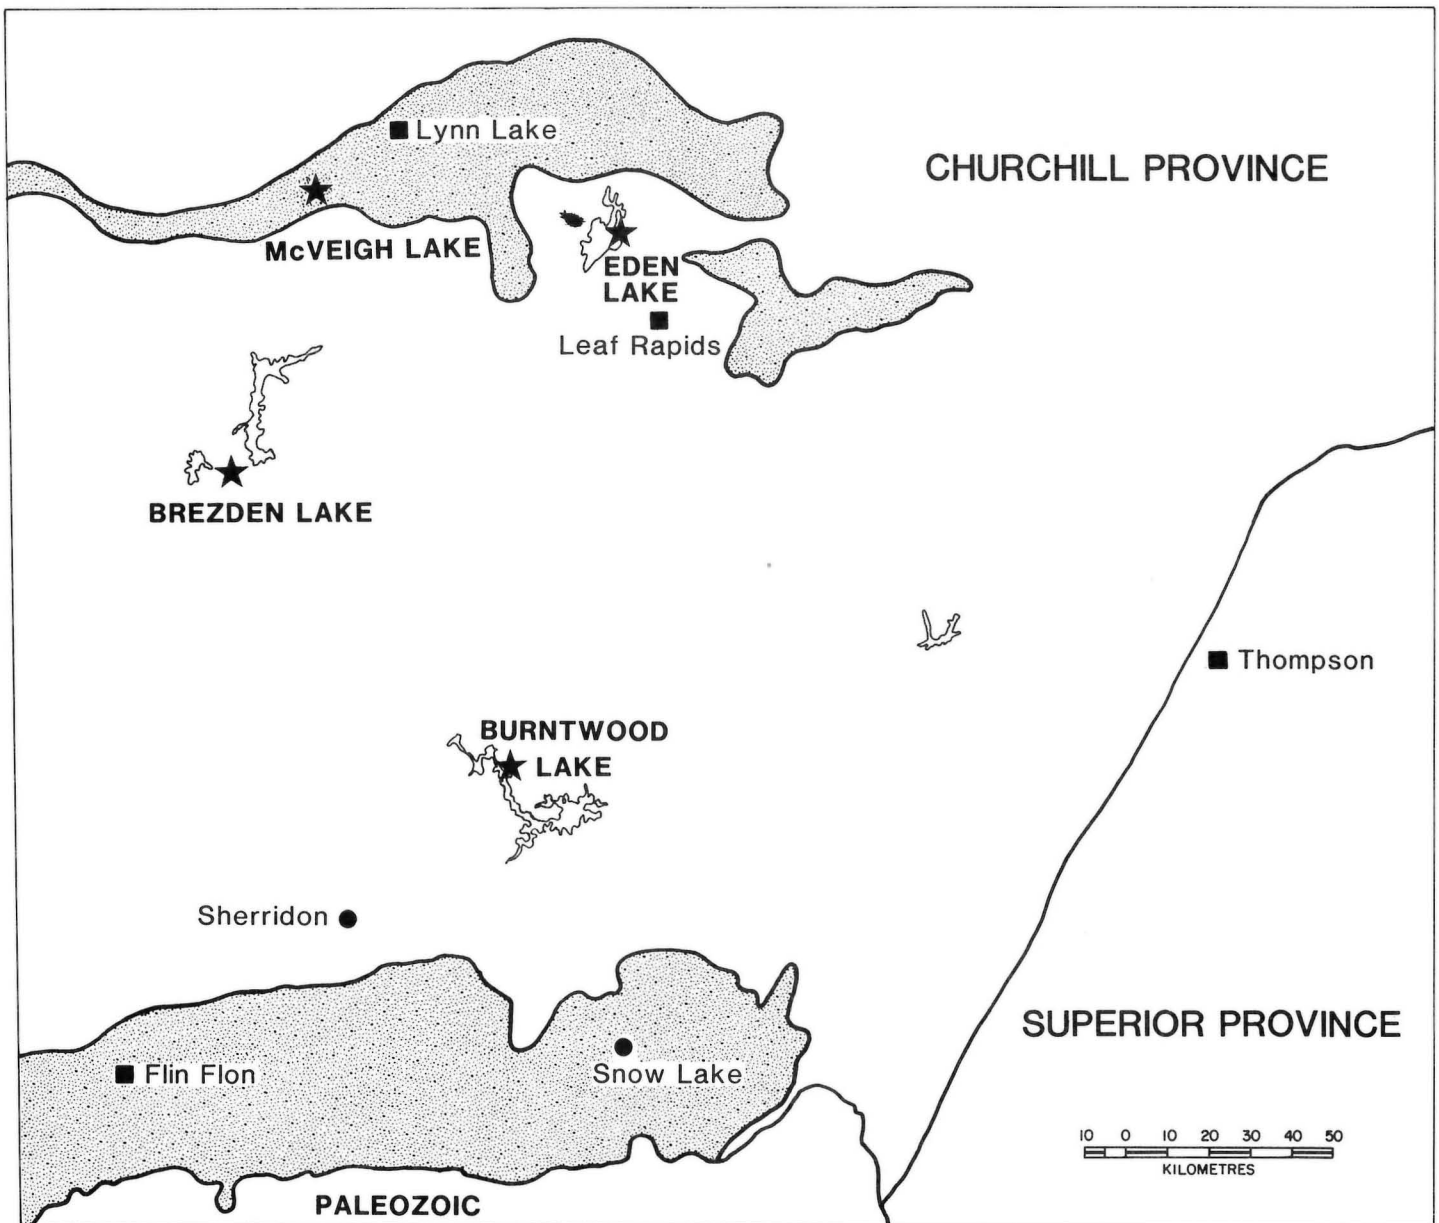 Lynn Lake
CHURCHILL PROVINCE
McVEIGH LAKE
EDEN
LAKE
Leaf Rapids
BREZDEN LAKE
Thompson
BURNTWOOD
LAKE
Sherridon
SUPERIOR PROVINCE
Flin Flon
Snow Lake
10 0 10 20 30 40 50
KILOMETRES
PALEOZOIC